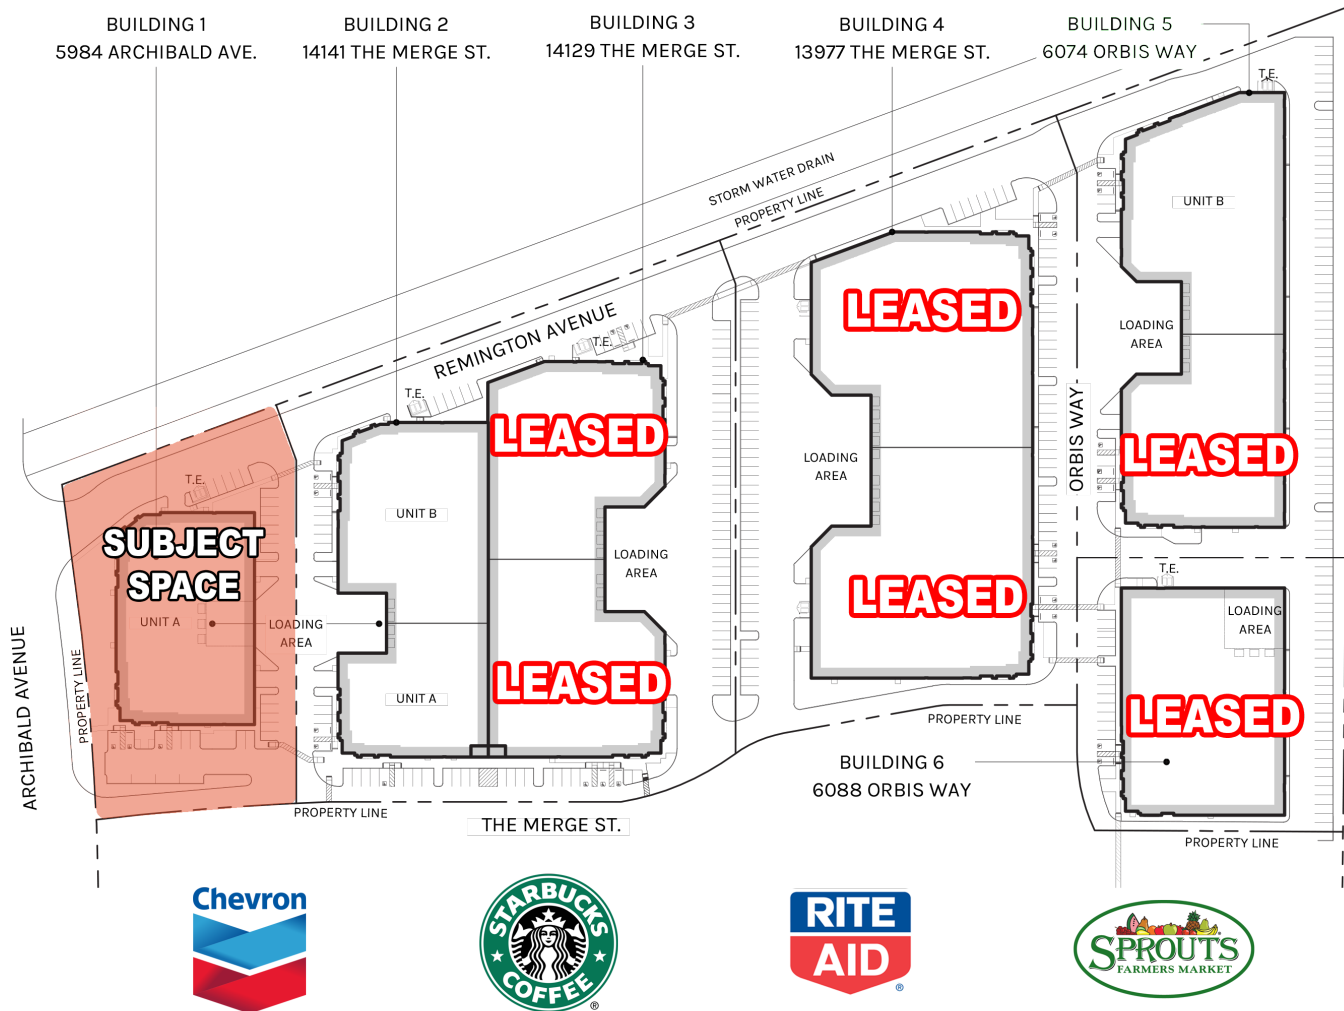 BUILDING 1
5984 ARCHIBALD AVE.
BUILDING 2
14141 THE MERGE ST.
BUILDING 3
14129 THE MERGE ST.
BUILDING 4
13977 THE MERGE ST.
BUILDING 5
6074 ORBIS WAY
T.E.
STORM WATER DRAIN
PROPERTY LINE
UNIT B
LEASED
REMINGTON AVENUE
LOADING
AREA
T.E.
T.E.
LEASED
ORBIS WAY
LEASED
LOADING
AREA
T.E.
UNIT B
SUBJECT
SPACE
LOADING
AREA
T.E.
LEASED
UNIT A
LOADING
AREA
LOADING
AREA
ARCHIBALD AVENUE
PROPERTY LINE
LEASED
UNIT A
LEASED
PROPERTY LINE
BUILDING 6
6088 ORBIS WAY
PROPERTY LINE
THE MERGE ST.
PROPERTY LINE
Chevron
STARBUCKS
COFFEE
®
RITE
AID
®
SPROUTS
FARMERS MARKET